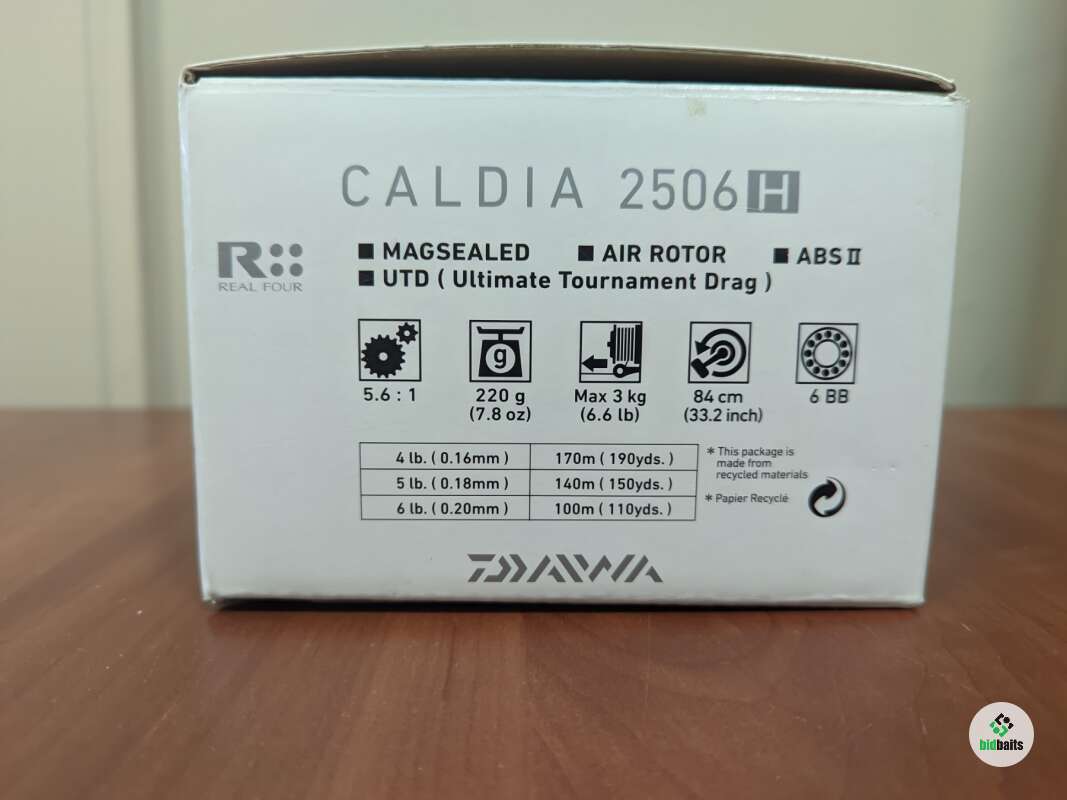 CALDIA 2506 H
R
REAL FOUR
■ MAGSEALED ■ AIR ROTOR ■ ABS II
■ UTD ( Ultimate Tournament Drag )
g
5.6 : 1
220 g
(7.8 oz)
Max 3 kg
(6.6 lb)
84 cm
(33.2 inch)
6 BB
4 lb. ( 0.16mm ) 170m ( 190yds. )
5 lb. ( 0.18mm ) 140m ( 150yds. )
6 lb. ( 0.20mm ) 100m ( 110yds. )
* This package is
made from
recycled materials
* Papier Recyclé
DAIWA
bidbaits